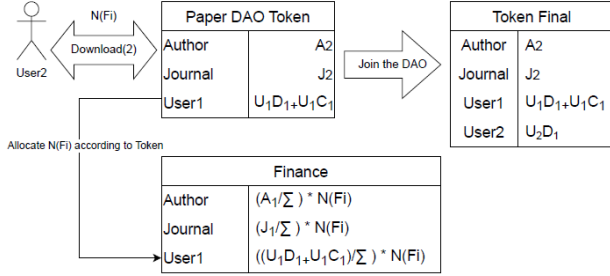 N(Fi)
Download(2)
User2
Paper DAO Token
Author A2
Journal J2
User1 U₁D₁+U₁C₁
Join the DAO
Token Final
Author A2
Journal J2
User1 U₁D₁+U₁C₁
User2 U₂D₁
Allocate N(Fi) according to Token
Finance
Author (A₁/∑ ) * N(Fi)
Journal (J₁/∑ ) * N(Fi)
User1 ((U₁D₁+U₁C₁)/∑ ) * N(Fi)